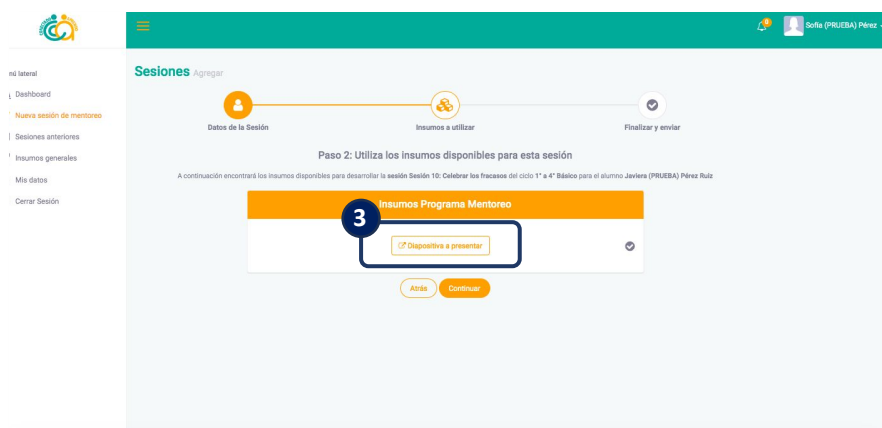 0
Sofía (PRUEBA) Pérez
nú lateral
Dashboard
Nueva sesión de mentoreo
Sesiones anteriores
Insumos generales
Mis datos
Cerrar Sesión
Sesiones Agregar
Datos de la Sesión
Insumos a utilizar
Finalizar y enviar
Paso 2: Utiliza los insumos disponibles para esta sesión
A continuación encontrará los insumos disponibles para desarrollar la sesión Sesión 10: Celebrar los fracasos del ciclo 1° a 4° Básico para el alumno Javiera (PRUEBA) Pérez Ruiz
Insumos Programa Mentoreo
3
Diapositiva a presentar
Atrás
Continuar